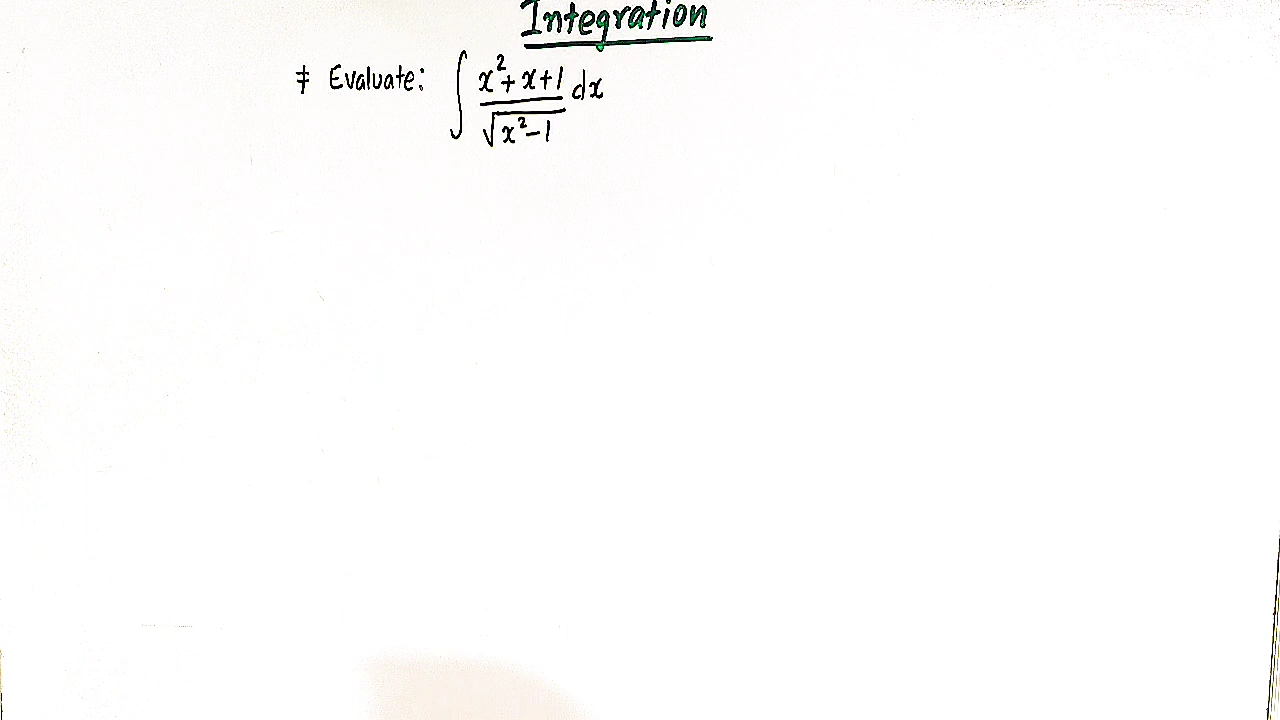 Integration
# Evaluate: ∫ (x²+x+1)/√(x²-1) dx